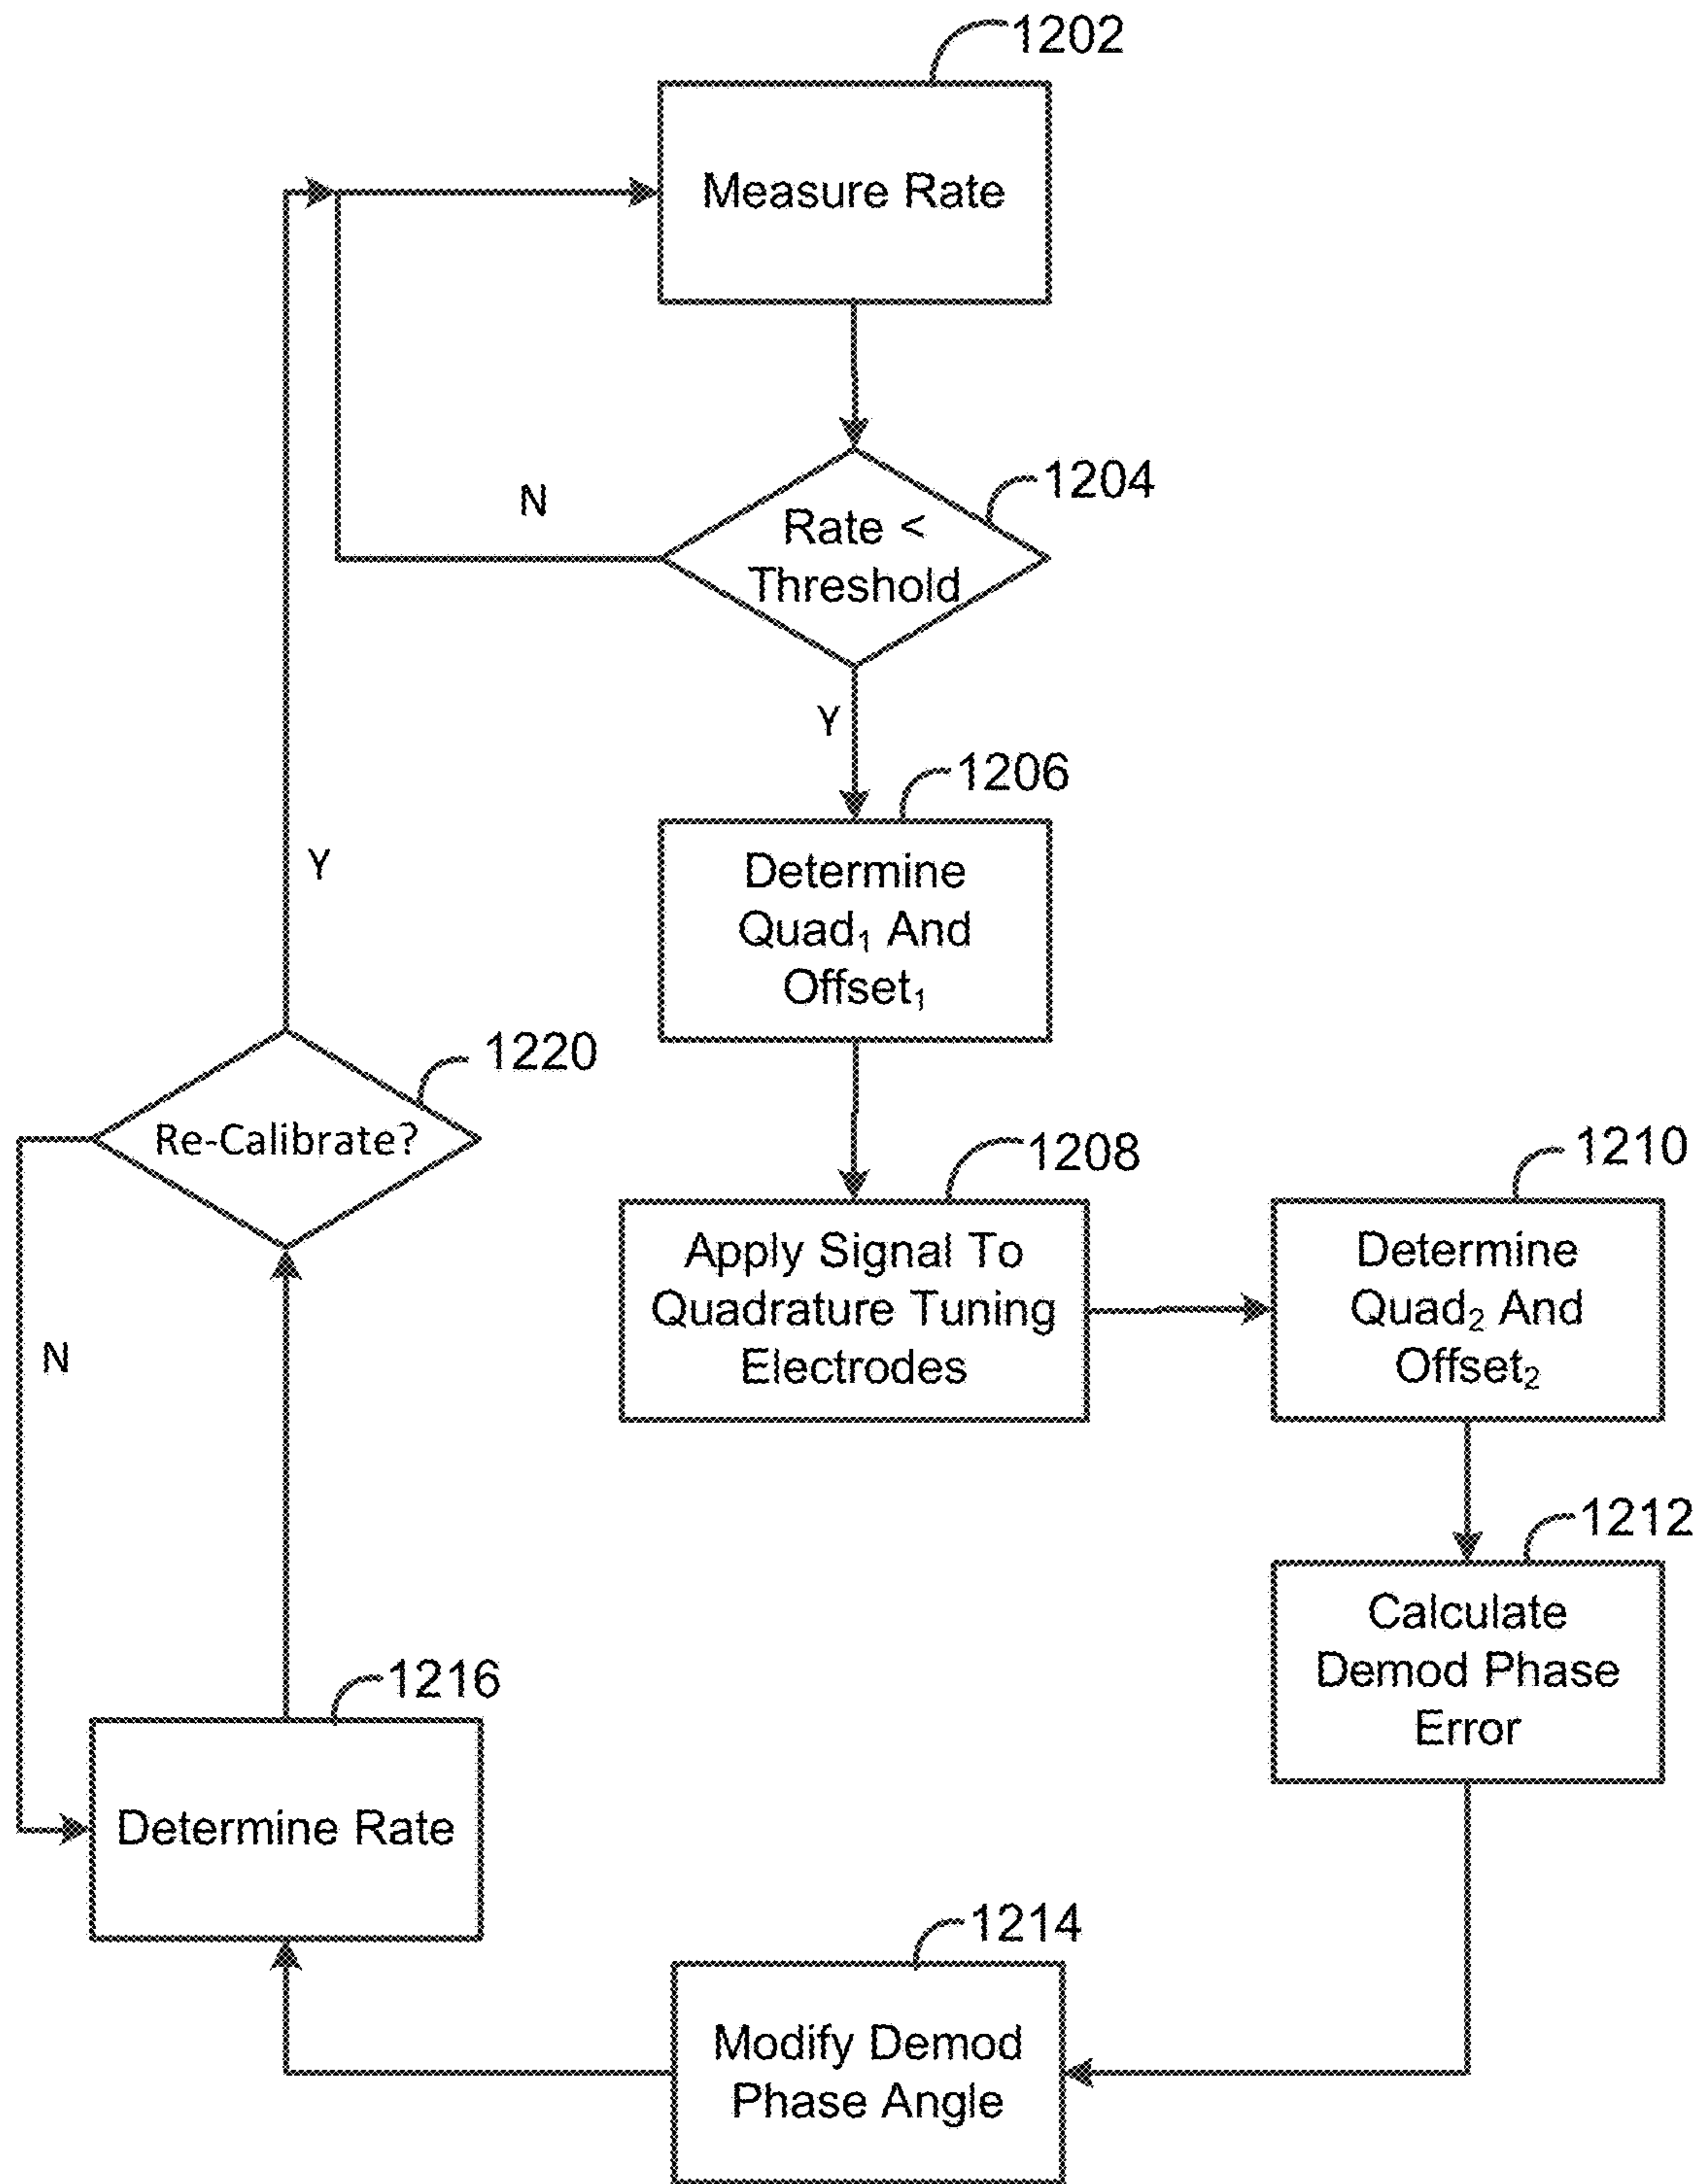 1202
Measure Rate
1204
N
Rate <
Threshold
Y
1206
Determine
Quad₁ And
Offset₁
Y
1220
Re-Calibrate?
1208
Apply Signal To
Quadrature Tuning
Electrodes
1210
Determine
Quad₂ And
Offset₂
N
1212
Calculate
Demod Phase
Error
1216
Determine Rate
1214
Modify Demod
Phase Angle